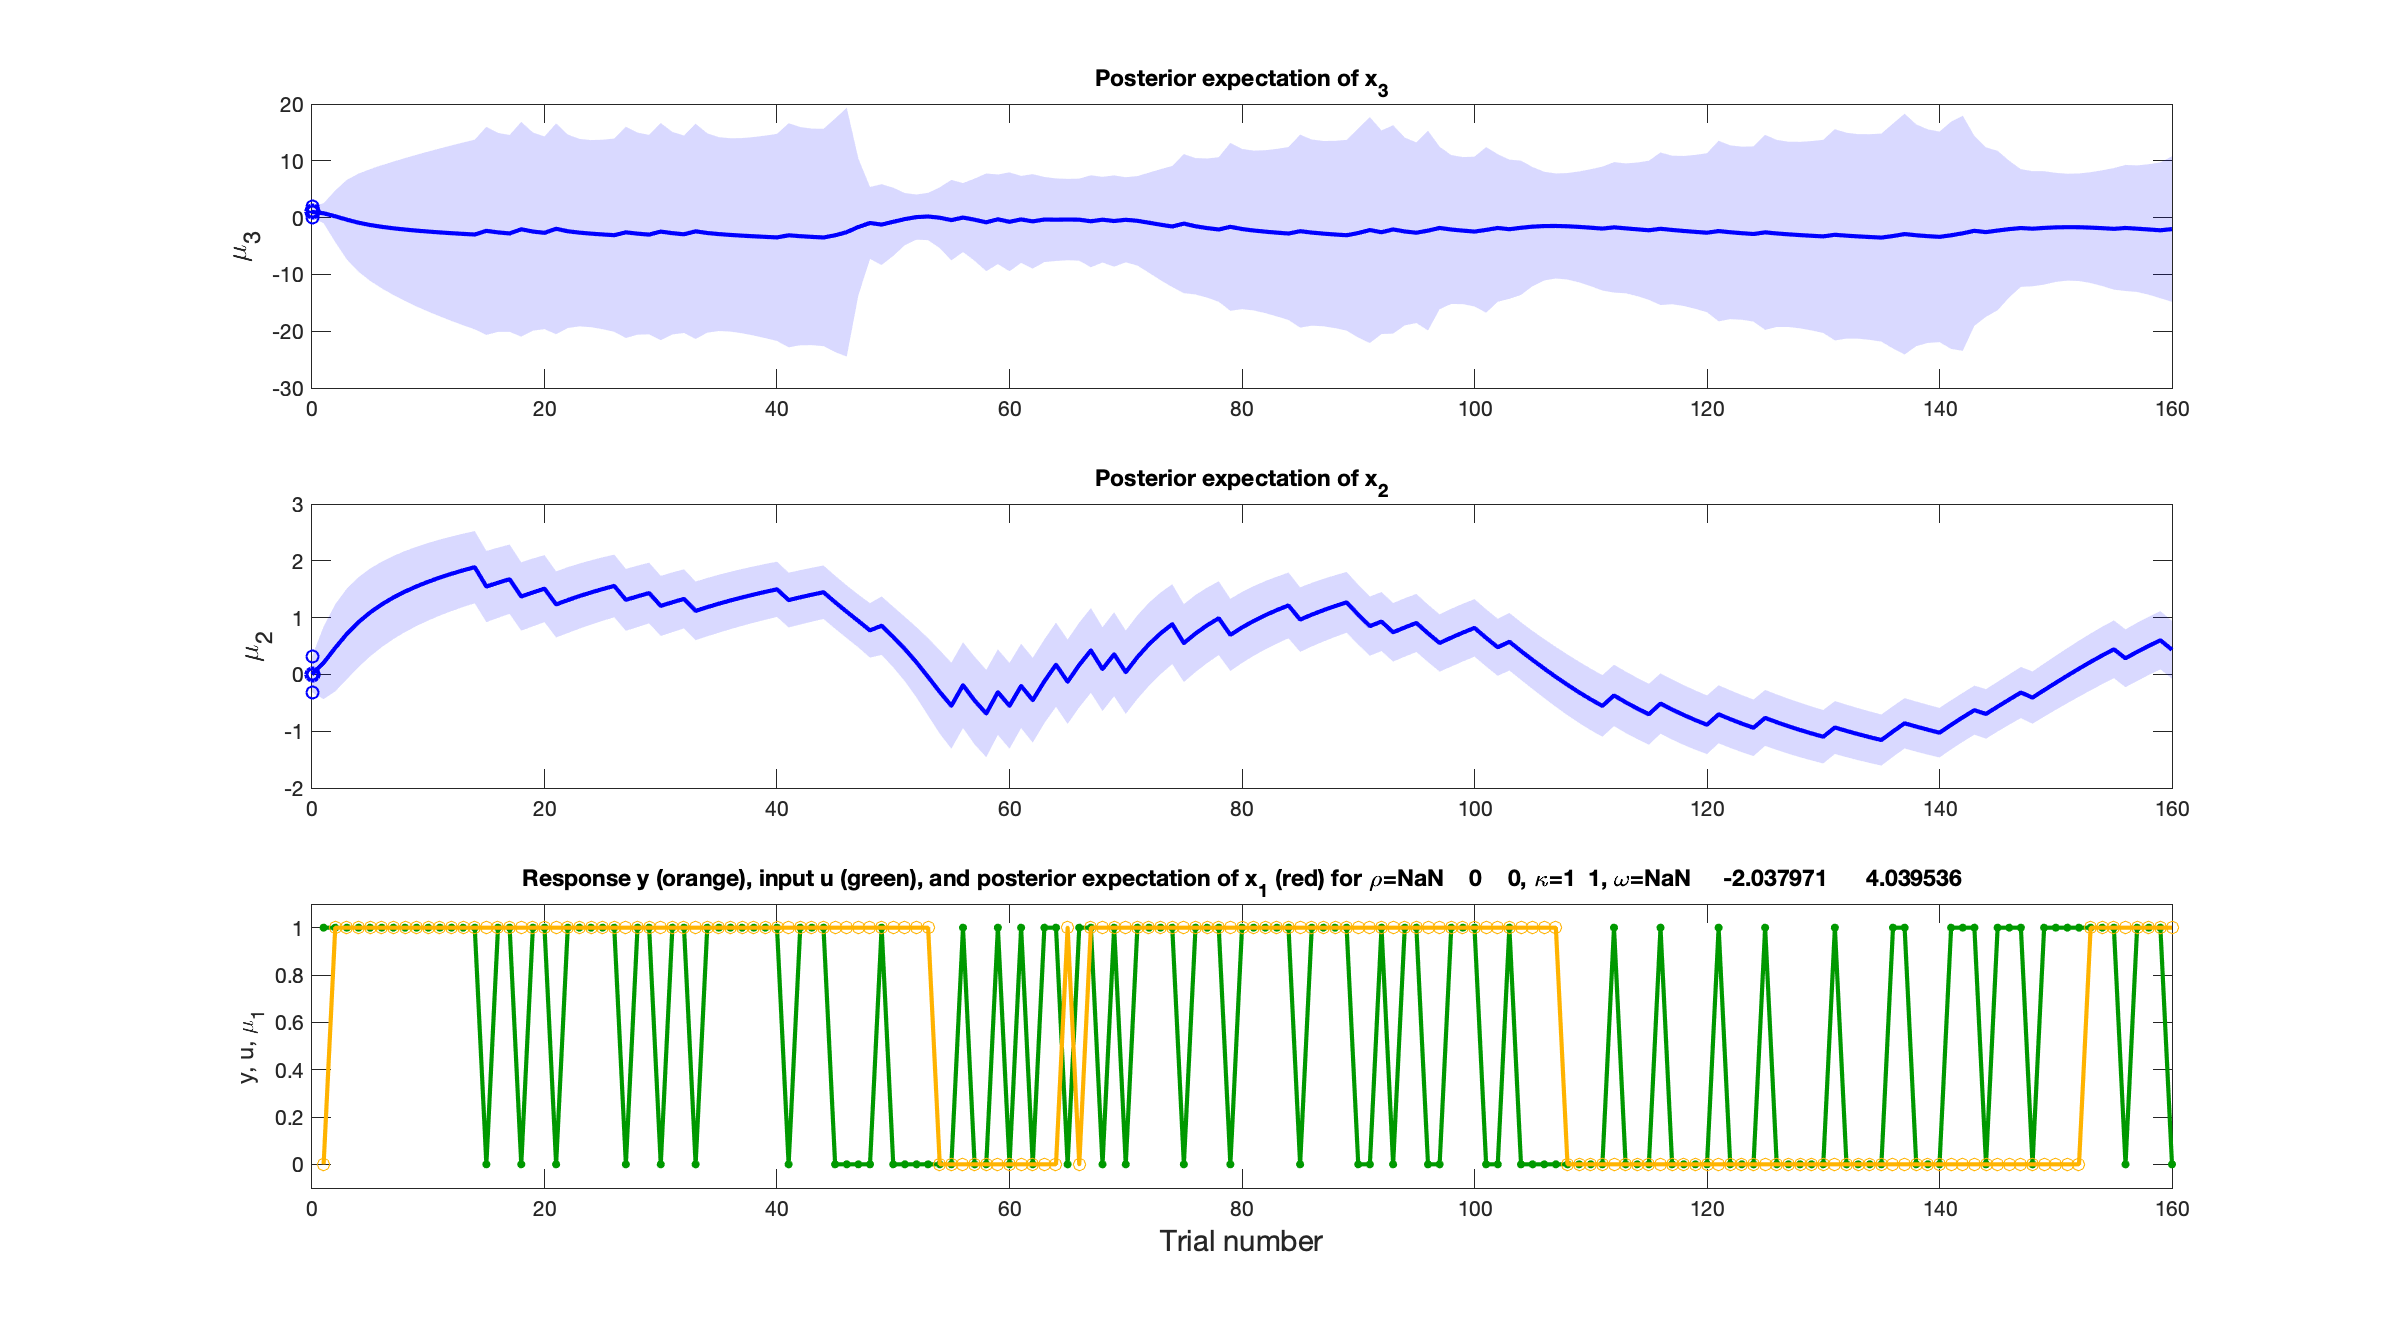 Posterior expectation of x3
20
10
0
-10
-20
-30
μ3
0 20 40 60 80 100 120 140 160
Posterior expectation of x2
3
2
1
0
-1
-2
μ2
0 20 40 60 80 100 120 140 160
Response y (orange), input u (green), and posterior expectation of x1 (red) for ρ=NaN 0 0, κ=1 1, ω=NaN -2.037971 4.039536
1
0.8
0.6
0.4
0.2
0
y, u, μ1
0 20 40 60 80 100 120 140 160
Trial number